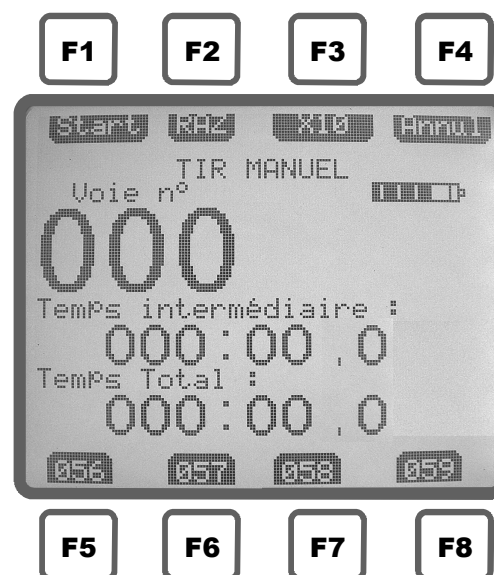 F1 F2 F3 F4
Start RAZ X10 Annul
TIR MANUEL
Voie n°
000
Temps intermédiaire :
000:00,0
Temps Total :
000:00,0
056 057 058 059
F5 F6 F7 F8